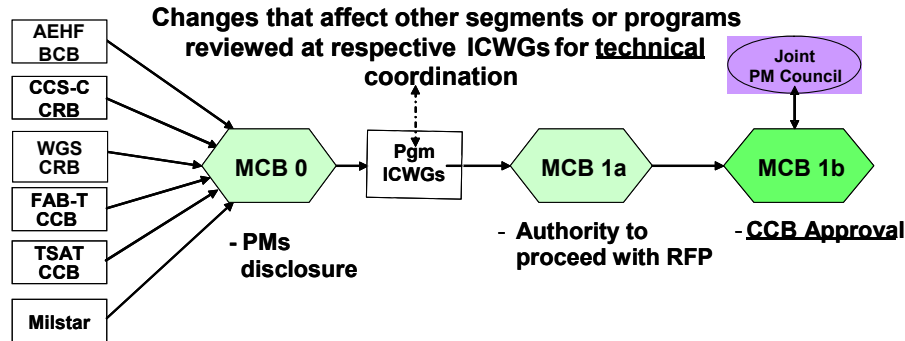 Changes that affect other segments or programs
reviewed at respective ICWGs for technical
coordination
AEHF
BCB
CCS-C
CRB
WGS
CRB
FAB-T
CCB
TSAT
CCB
Milstar
MCB 0
- PMs
disclosure
Pgm
ICWGs
MCB 1a
- Authority to
proceed with RFP
Joint
PM Council
MCB 1b
- CCB Approval